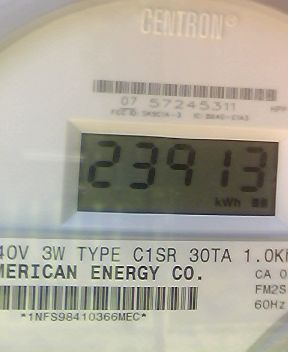 CENTRON®
07 57245311
23913
kWh
40V 3W TYPE C1SR 30TA 1.0K
MERICAN ENERGY CO.
CA 0
FM2S
60Hz
*1NFS98410366MEC*